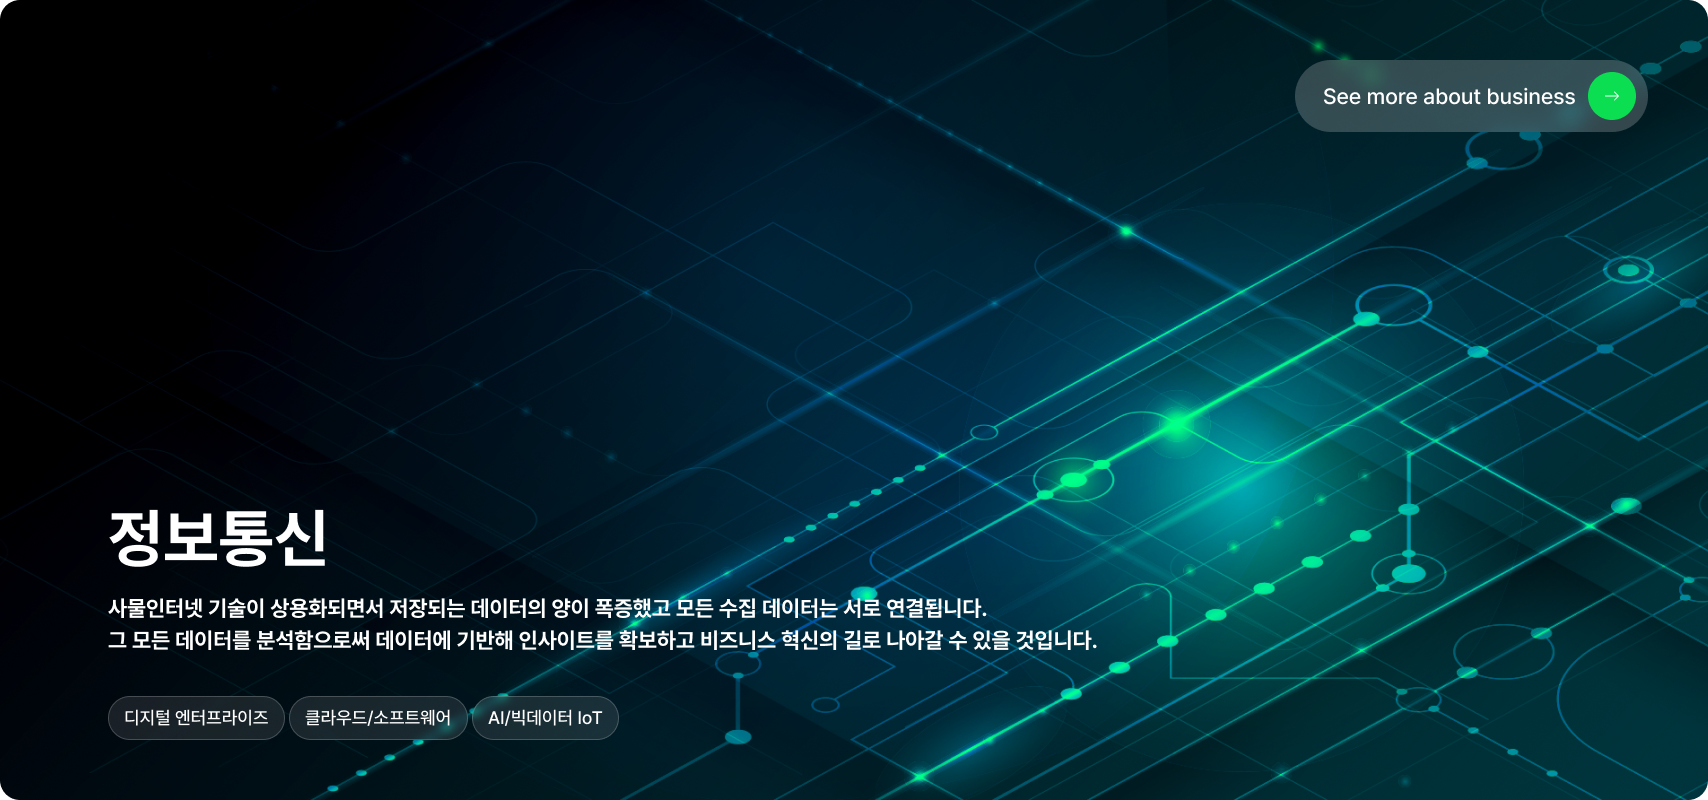 See more about business
정보통신
사물인터넷 기술이 상용화되면서 저장되는 데이터의 양이 폭증했고 모든 수집 데이터는 서로 연결됩니다.
그 모든 데이터를 분석함으로써 데이터에 기반해 인사이트를 확보하고 비즈니스 혁신의 길로 나아갈 수 있을 것입니다.
디지털 엔터프라이즈 클라우드/소프트웨어 AI/빅데이터 IoT